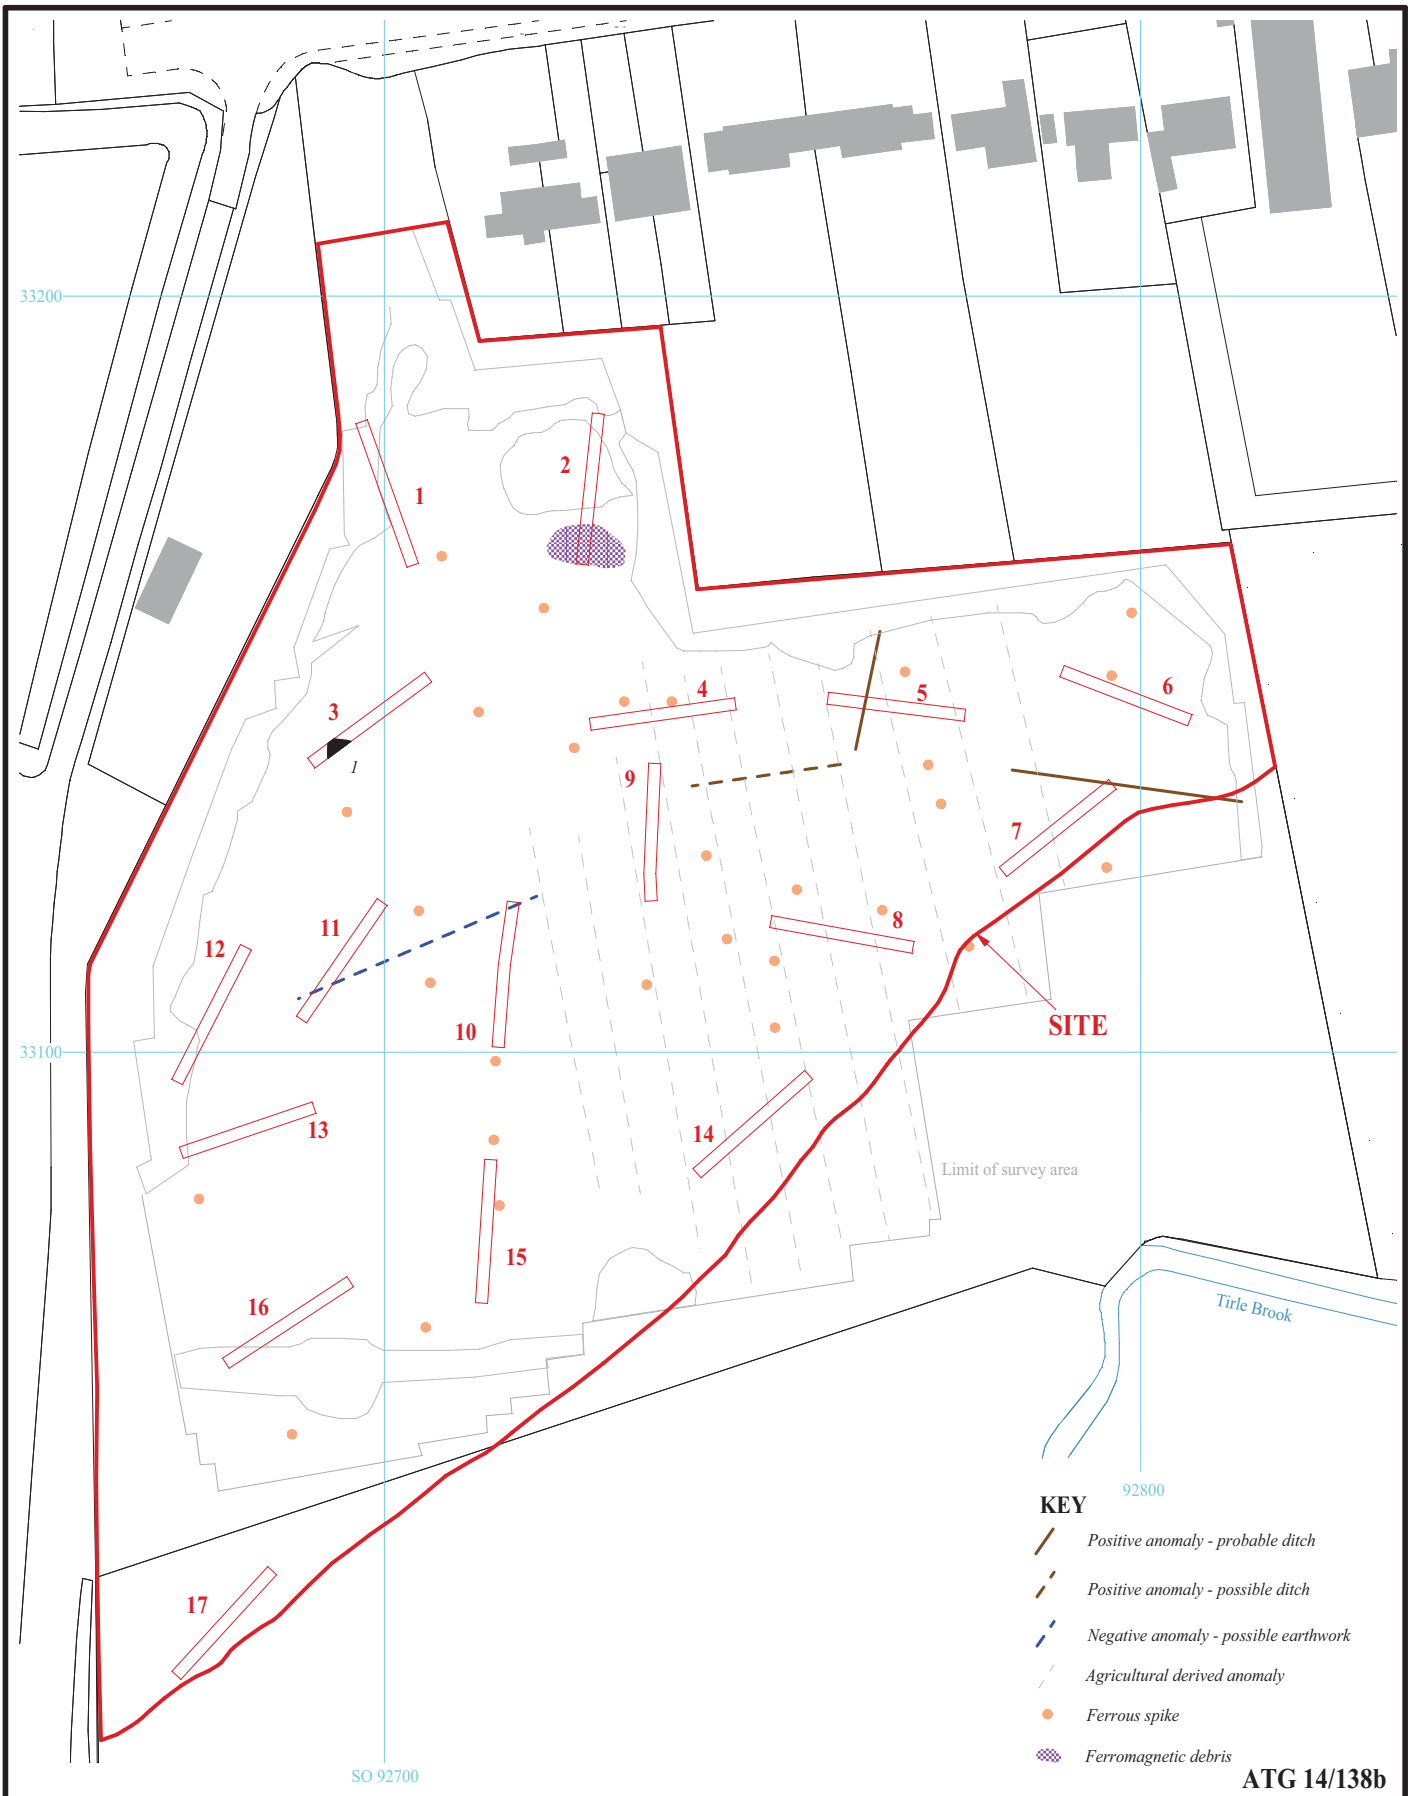 33200
2
1
3
4
5
6
1
9
7
12
11
8
10
SITE
33100
13
14
Limit of survey area
15
16
Tirle Brook
92800
KEY
Positive anomaly - probable ditch
Positive anomaly - possible ditch
17
Negative anomaly - possible earthwork
Agricultural derived anomaly
Ferrous spike
Ferromagnetic debris
SO 92700
ATG 14/138b